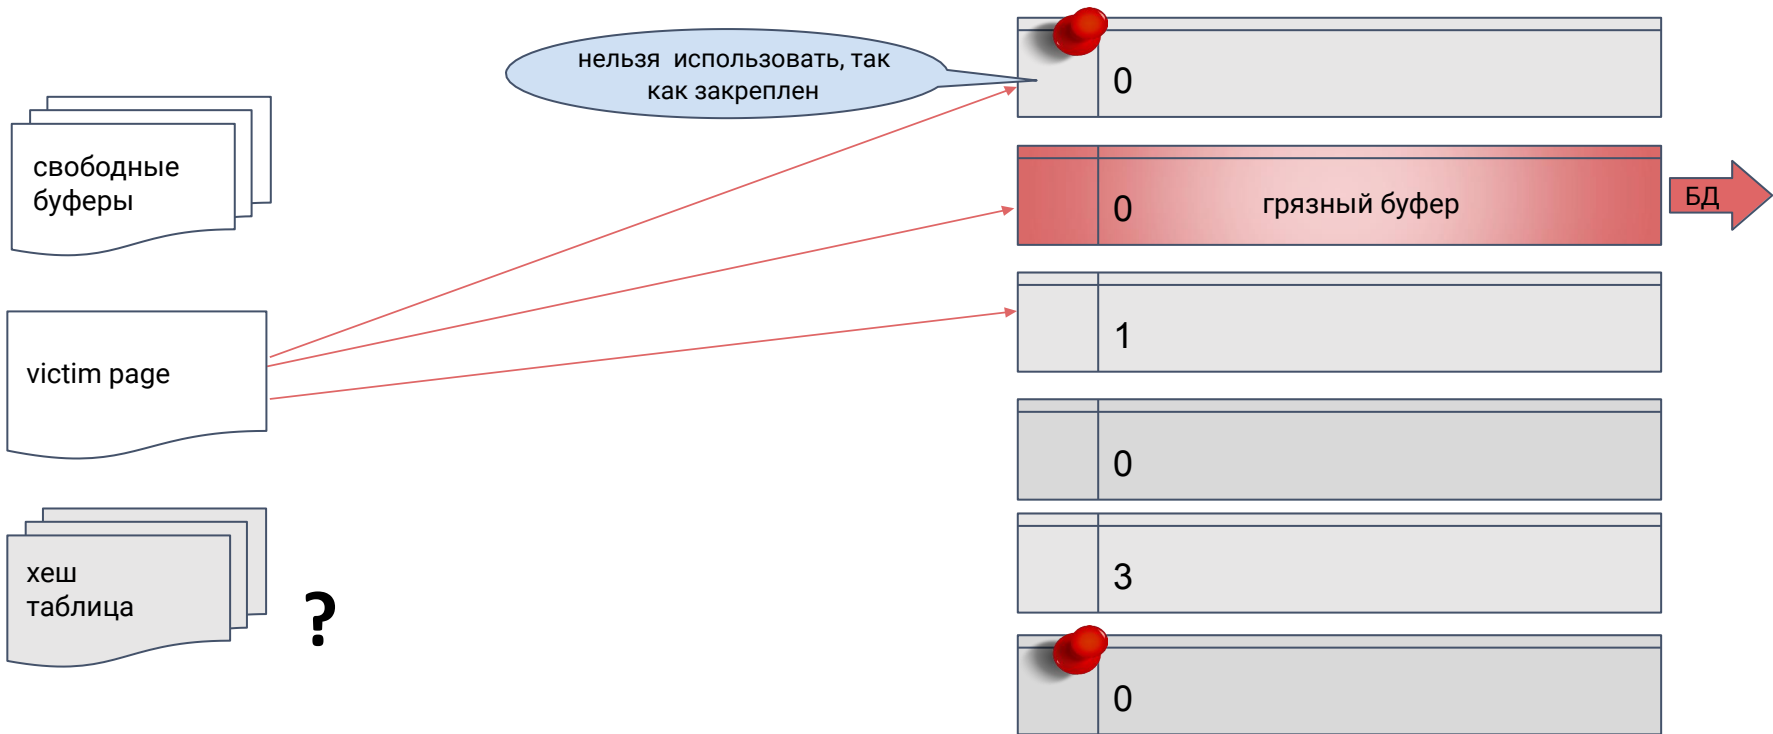 нельзя использовать, так
как закреплен
0
свободные
буферы
0
грязный буфер
БД
1
victim page
0
хеш
таблица
?
3
0